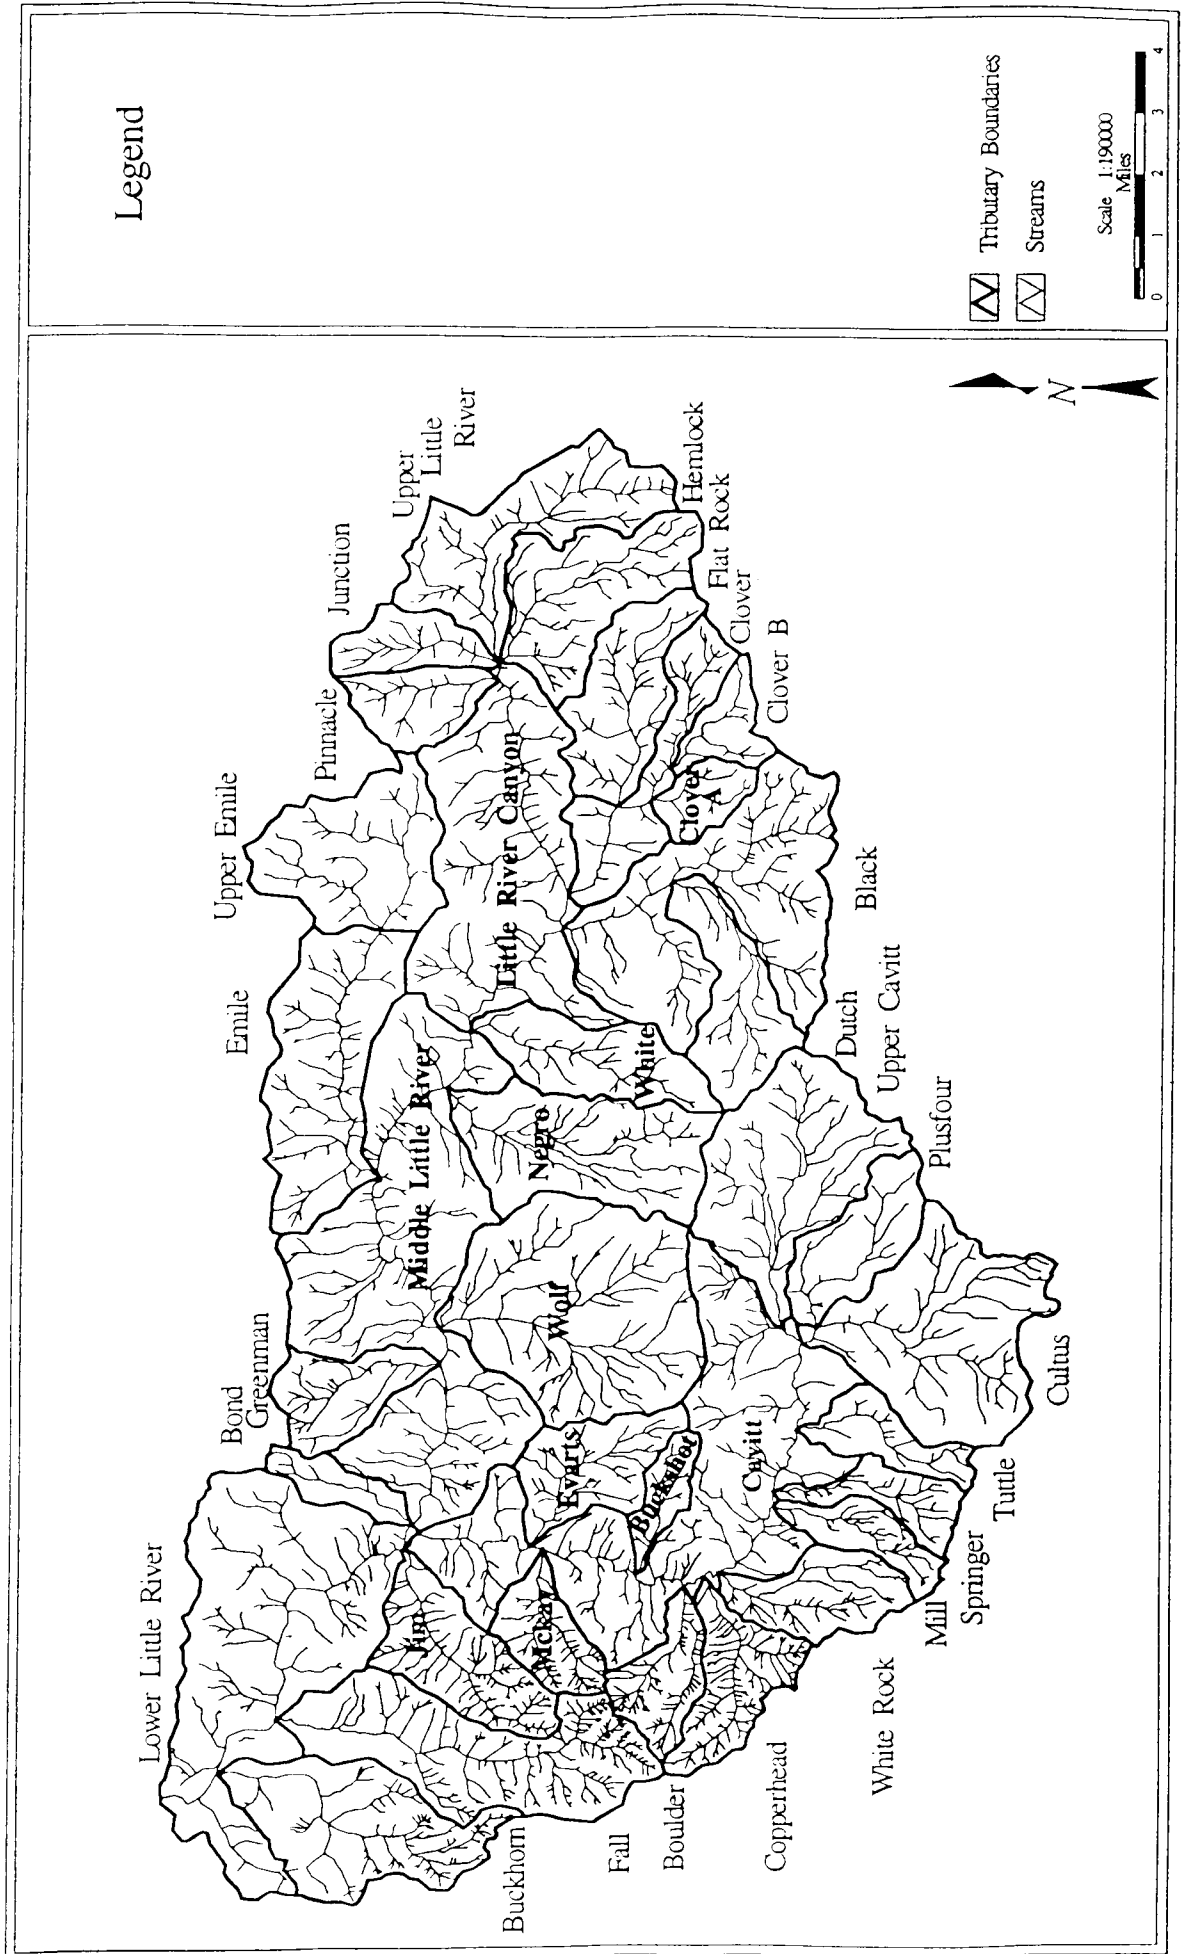 Lower Little River
Bond
Greenman
Emile
Upper Emile
Pinnacle
Junction
Upper
Little
River
Middle Little River
Little River Canyon
Jim
Mckay
Evarts
Wolf
Negro
White
Buckshot
Cavitt
Clover
A
Buckhorn
Fall
Boulder
Copperhead
White Rock
Mill
Springer
Tuttle
Cultus
Plusfour
Upper Cavitt
Dutch
Black
Clover B
Clover
Flat Rock
Hemlock
N
Legend
Tributary Boundaries
Streams
Scale 1:190000
Miles
0 1 2 3 4